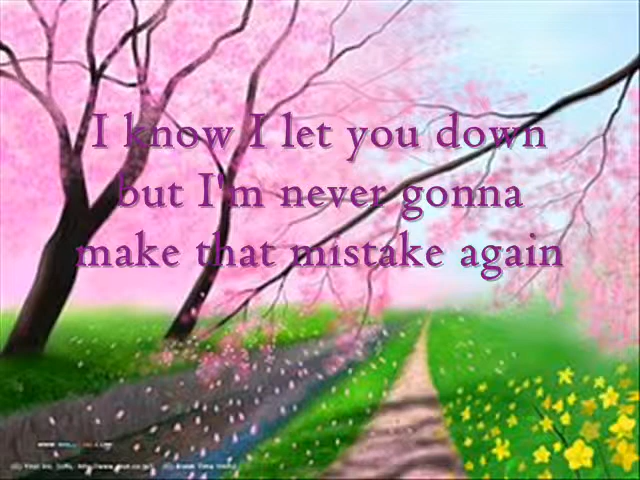 I know I let you down
but I'm never gonna
make that mistake again